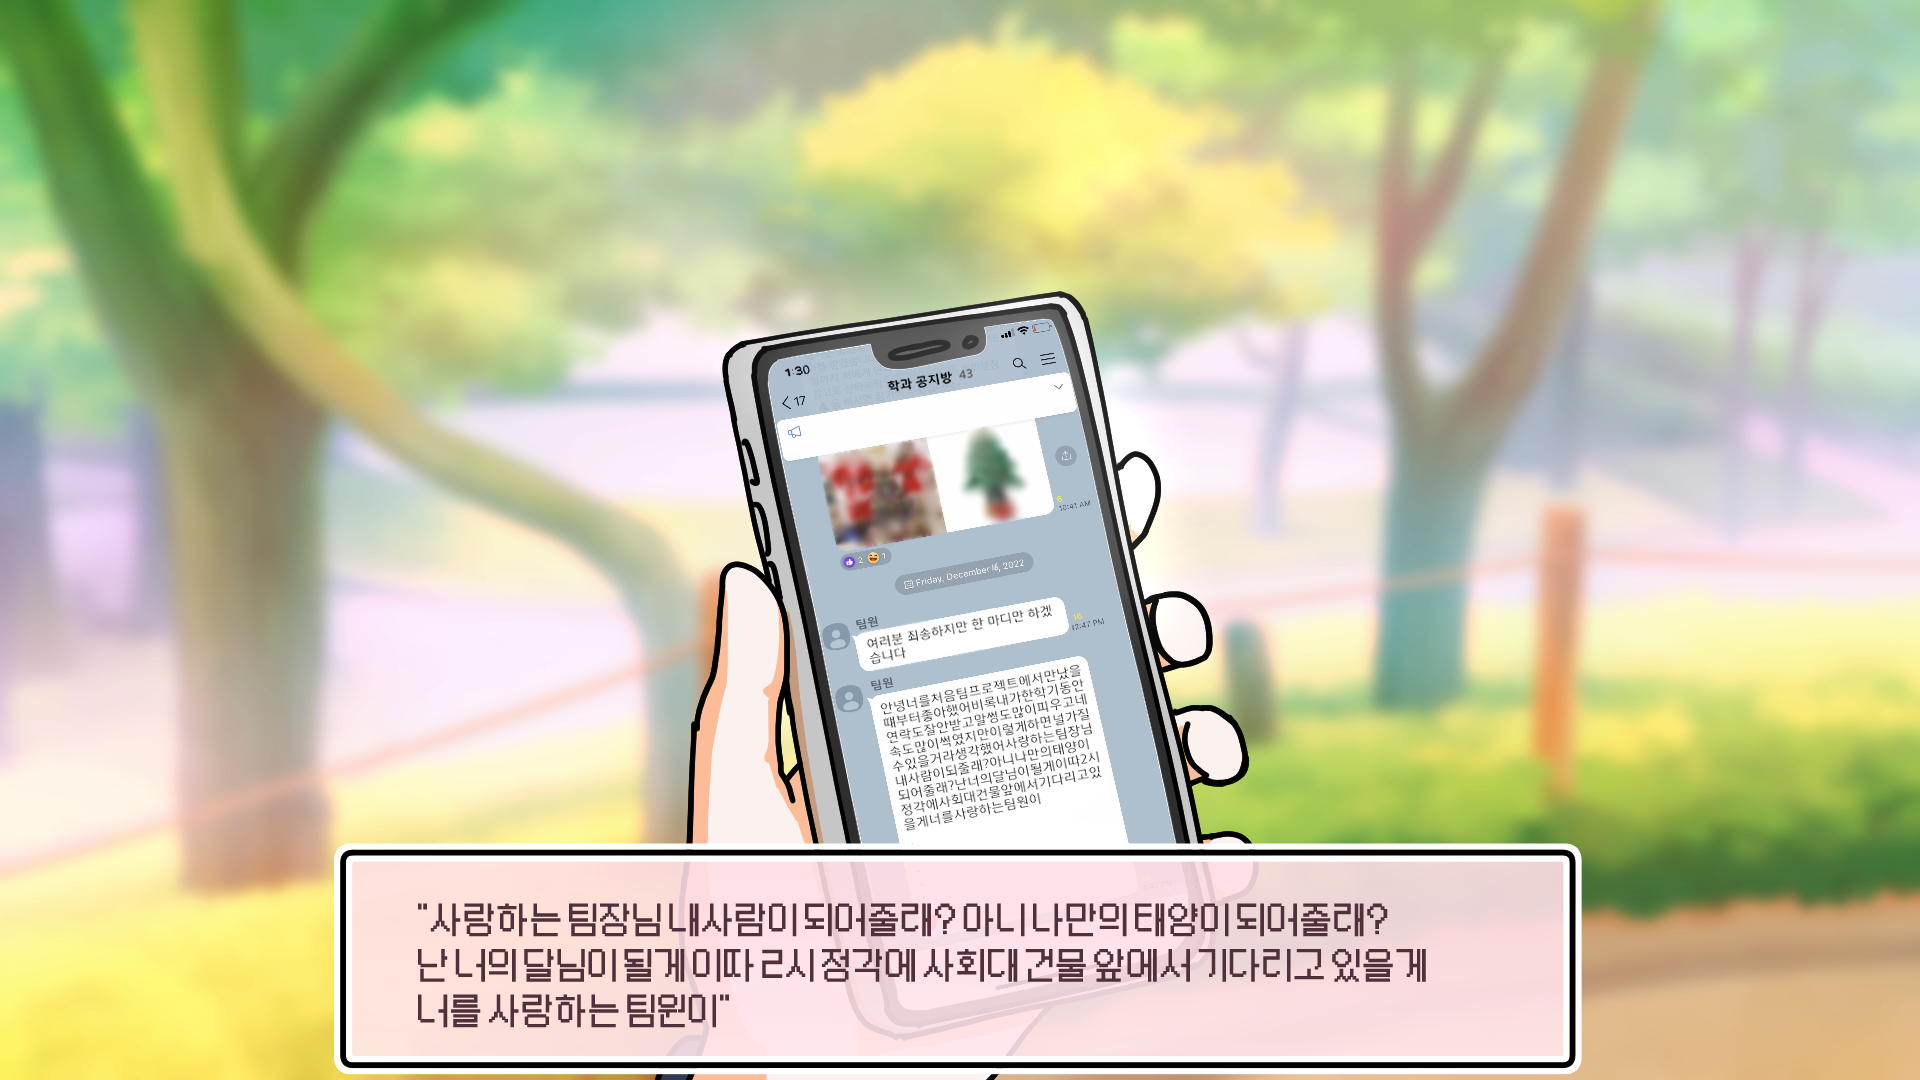 1:30
17
학과 공지방 43
8
10:41 AM
2
1
Friday, December 16, 2022
팀원
여러분 죄송하지만 한 마디만 하겠
습니다
12:47 PM
팀원
안녕너를처음팀프로젝트에서만났을
떄부터좋아했어비록내가한학기동안
연락도잘안받고말썽도많이피우고네
속도많이썩였지만이렇게하면널가질
수있을거라생각했어사랑하는팀장님
내사람이되줄래?아니나만의태양이
되어줄래?난너의달님이될게이따2시
정각에사회대건물앞에서기다리고있
을게너를사랑하는팀원이
"사랑하는 팀장님 내사람이 되어줄래? 아니 나만의 태양이 되어줄래?
난 너의 달님이 될게 이따 2시 정각에 사회대 건물 앞에서 기다리고 있을게
너를 사랑하는 팀원이"